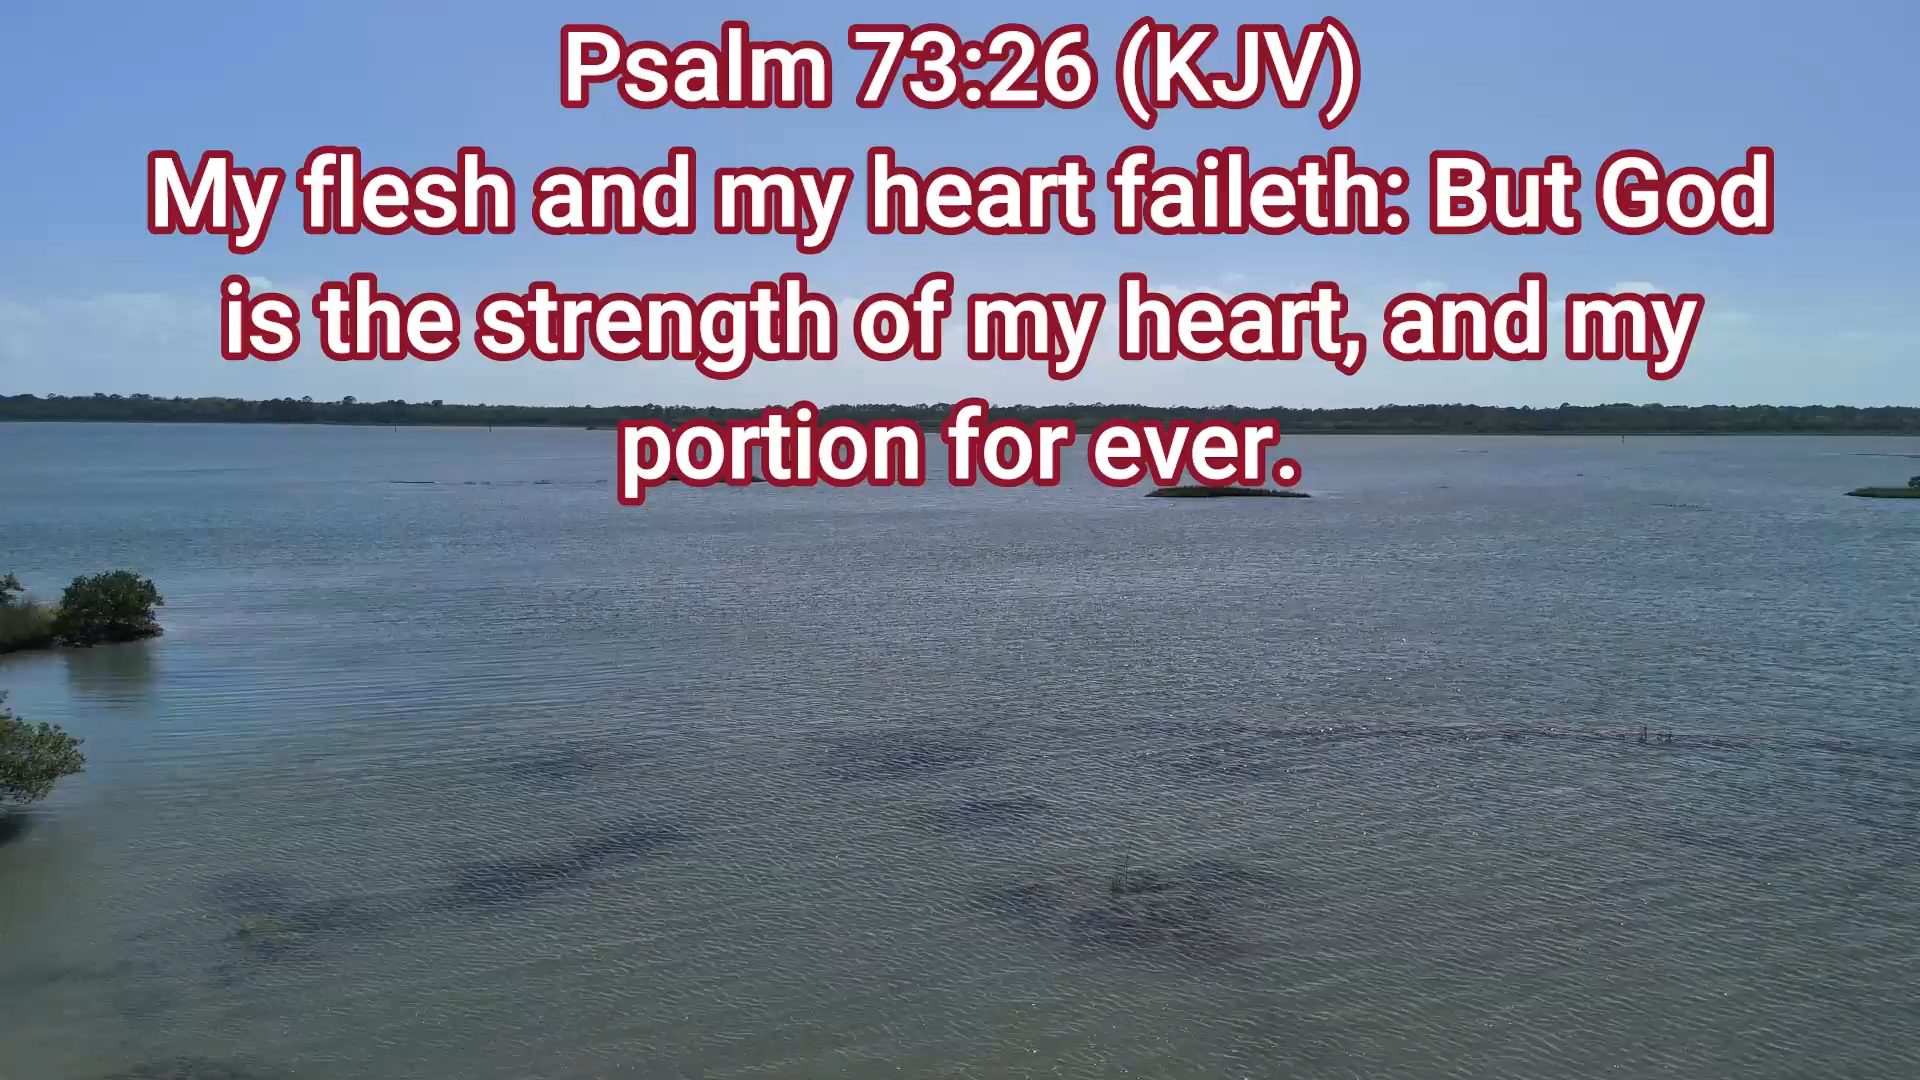 Psalm 73:26 (KJV)
My flesh and my heart faileth: But God
is the strength of my heart, and my
portion for ever.